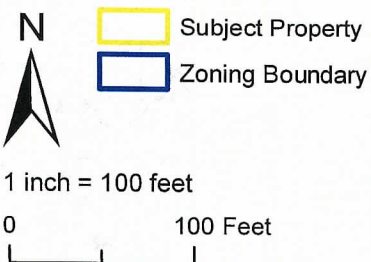 N
Subject Property
Zoning Boundary
1 inch = 100 feet
0 100 Feet